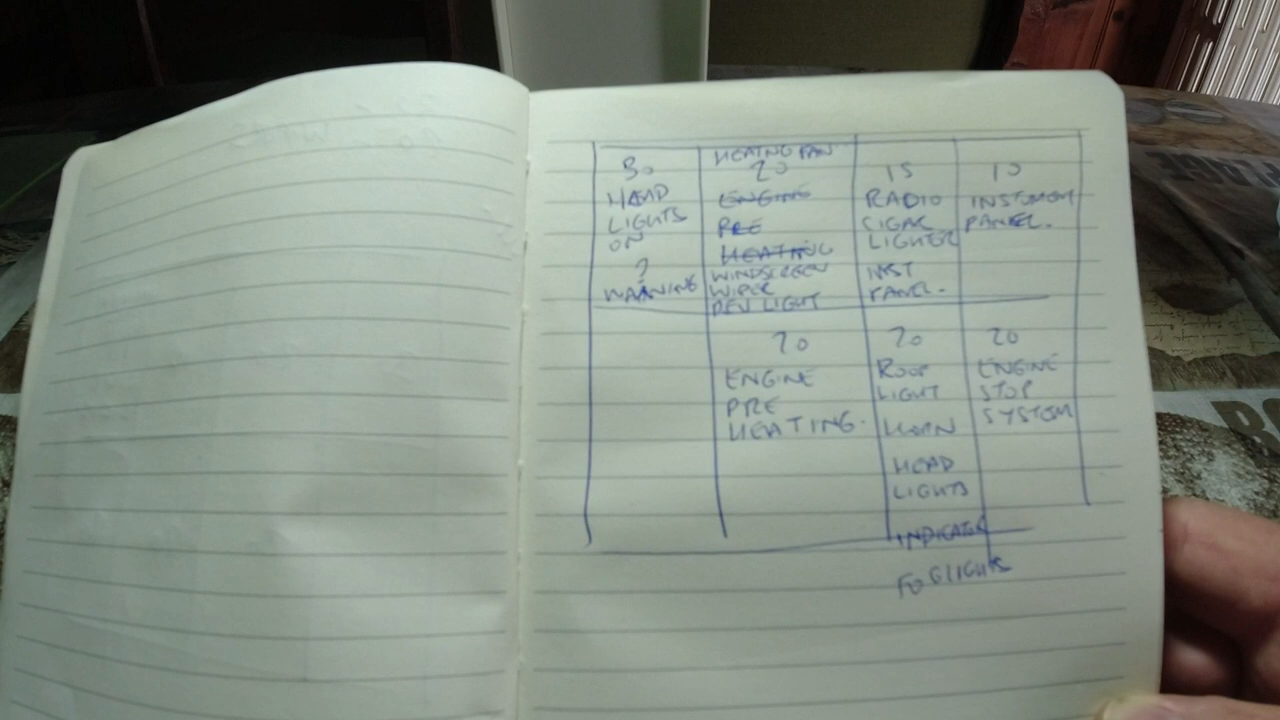 30
HEAD
LIGHTS
ON
?
WARNING
HEATING FAN
20
ENGINE
PRE
HEATING
WINDSCREEN
WIPER
REV LIGHT
15
RADIO
CIGAR
LIGHTER
INST
PANEL.
10
INSTUMENT
PANEL.
20
ENGINE
PRE
HEATING.
20
ROOF
LIGHT
HORN
HEAD
LIGHTS
INDICATOR
FOGLIGHTS
20
ENGINE
STOP
SYSTEM